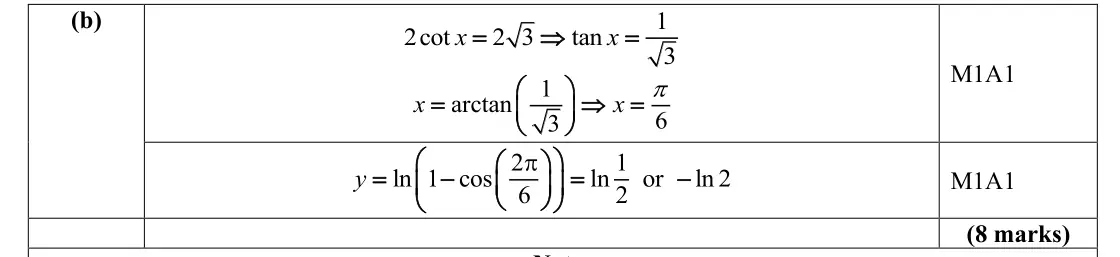 (b)
2 cot x = 2√3 ⇒ tan x = 1/√3
M1A1
x = arctan(1/√3) ⇒ x = π/6
y = ln(1 − cos(2π/6)) = ln 1/2 or − ln 2
M1A1
(8 marks)